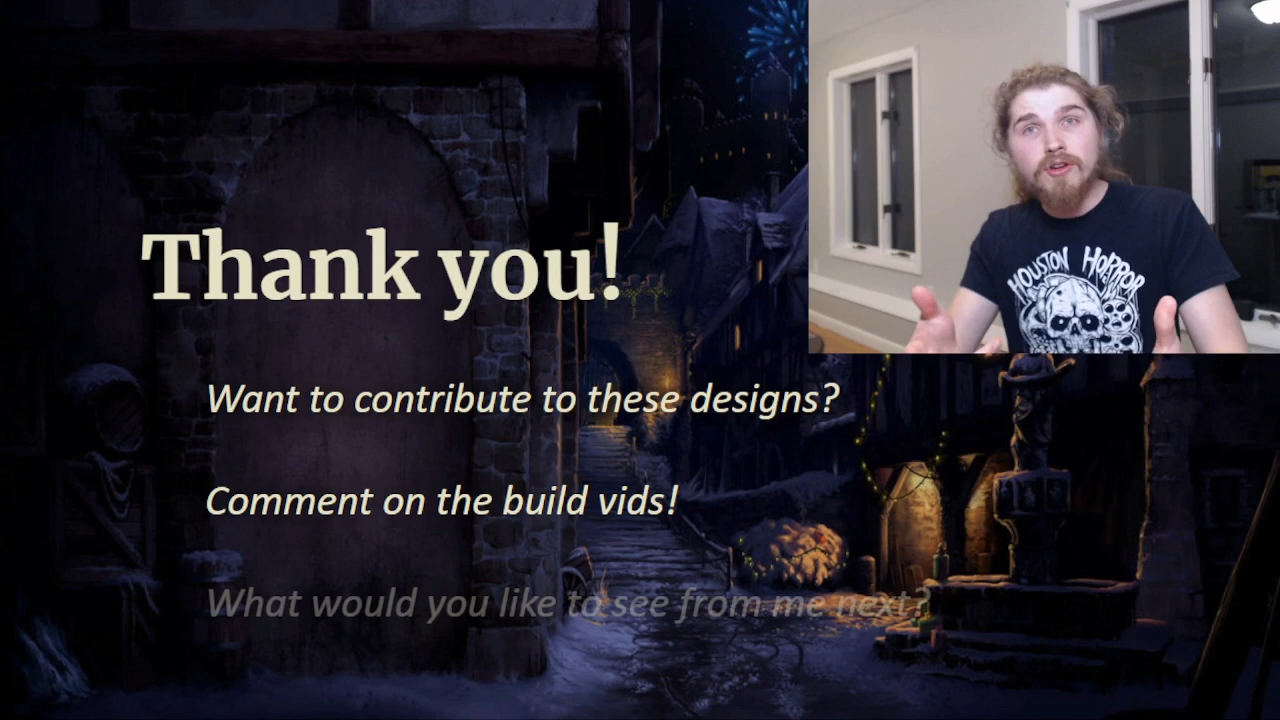 Thank you!
HOUSTON HORROR
Want to contribute to these designs?
Comment on the build vids!
What would you like to see from me next?